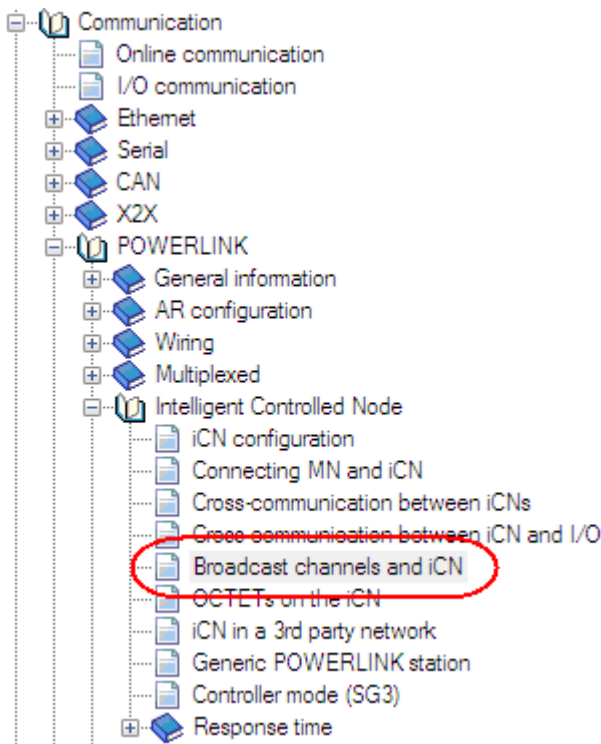 Communication
Online communication
I/O communication
Ethernet
Serial
CAN
X2X
POWERLINK
General information
AR configuration
Wiring
Multiplexed
Intelligent Controlled Node
iCN configuration
Connecting MN and iCN
Cross-communication between iCNs
Cross-communication between iCN and I/O
Broadcast channels and iCN
OCTETs on the iCN
iCN in a 3rd party network
Generic POWERLINK station
Controller mode (SG3)
Response time